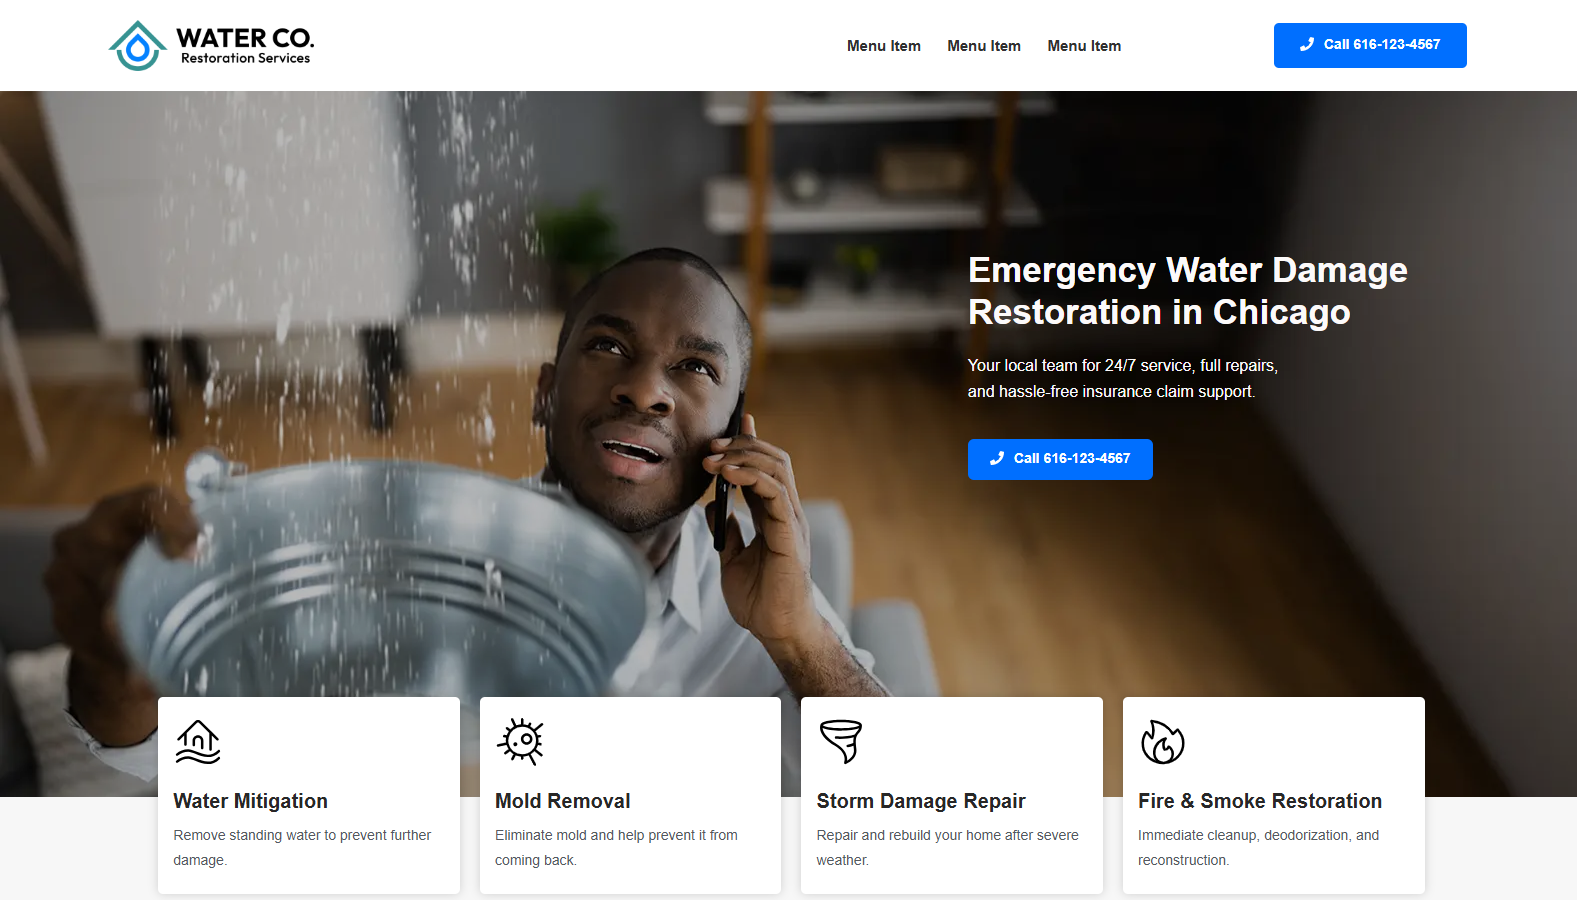 WATER CO.
Restoration Services
Menu Item
Menu Item
Menu Item
Call 616-123-4567
Emergency Water Damage
Restoration in Chicago
Your local team for 24/7 service, full repairs,
and hassle-free insurance claim support.
Call 616-123-4567
Water Mitigation
Remove standing water to prevent further
damage.
Mold Removal
Eliminate mold and help prevent it from
coming back.
Storm Damage Repair
Repair and rebuild your home after severe
weather.
Fire & Smoke Restoration
Immediate cleanup, deodorization, and
reconstruction.